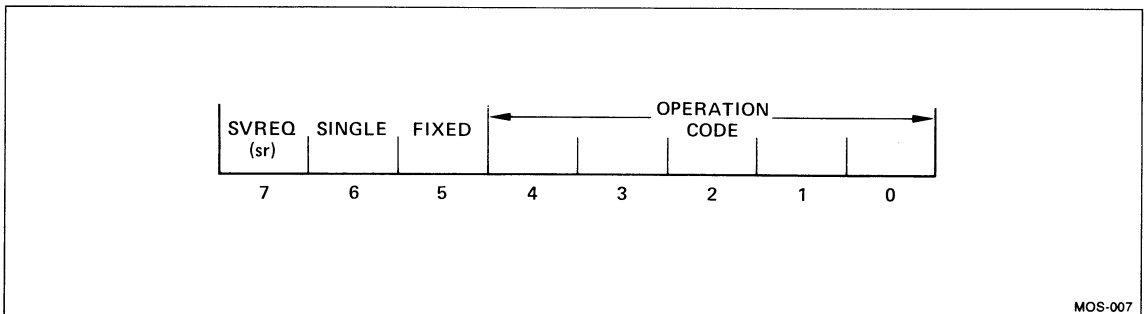 OPERATION
SVREQ SINGLE FIXED CODE
(sr)
7 6 5 4 3 2 1 0
MOS-007